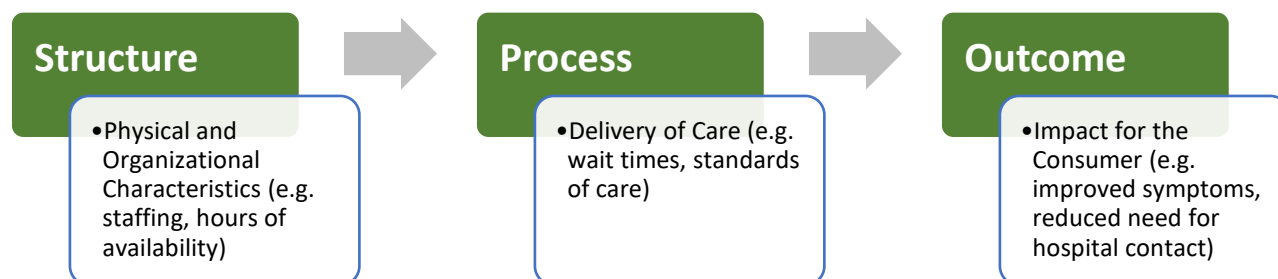 Structure
•Physical and
Organizational
Characteristics (e.g.
staffing, hours of
availability)
Process
•Delivery of Care (e.g.
wait times, standards
of care)
Outcome
•Impact for the
Consumer (e.g.
improved symptoms,
reduced need for
hospital contact)